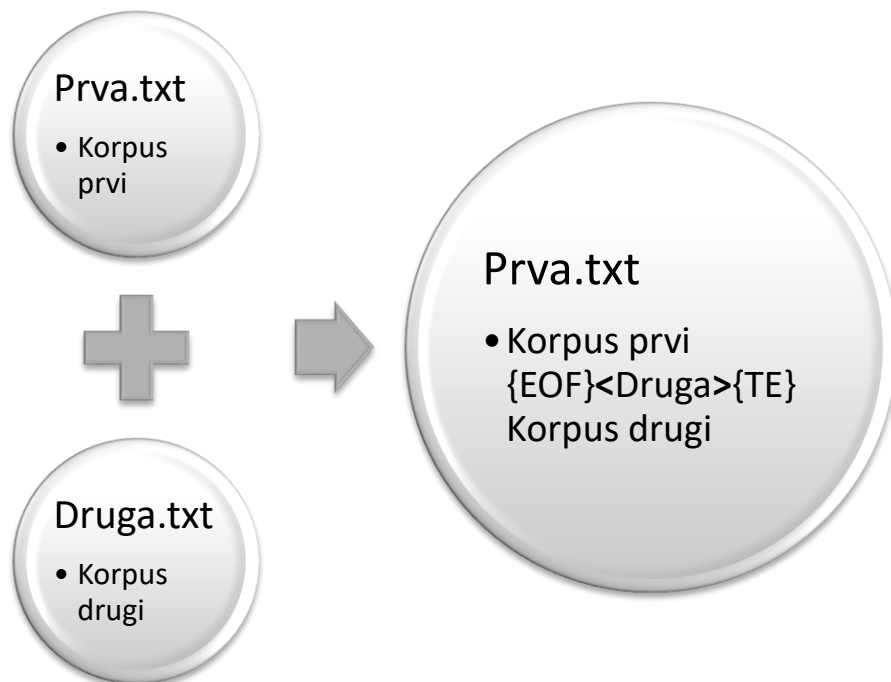 Prva.txt
• Korpus
prvi
Druga.txt
• Korpus
drugi
Prva.txt
• Korpus prvi
{EOF}<Druga>{TE}
Korpus drugi